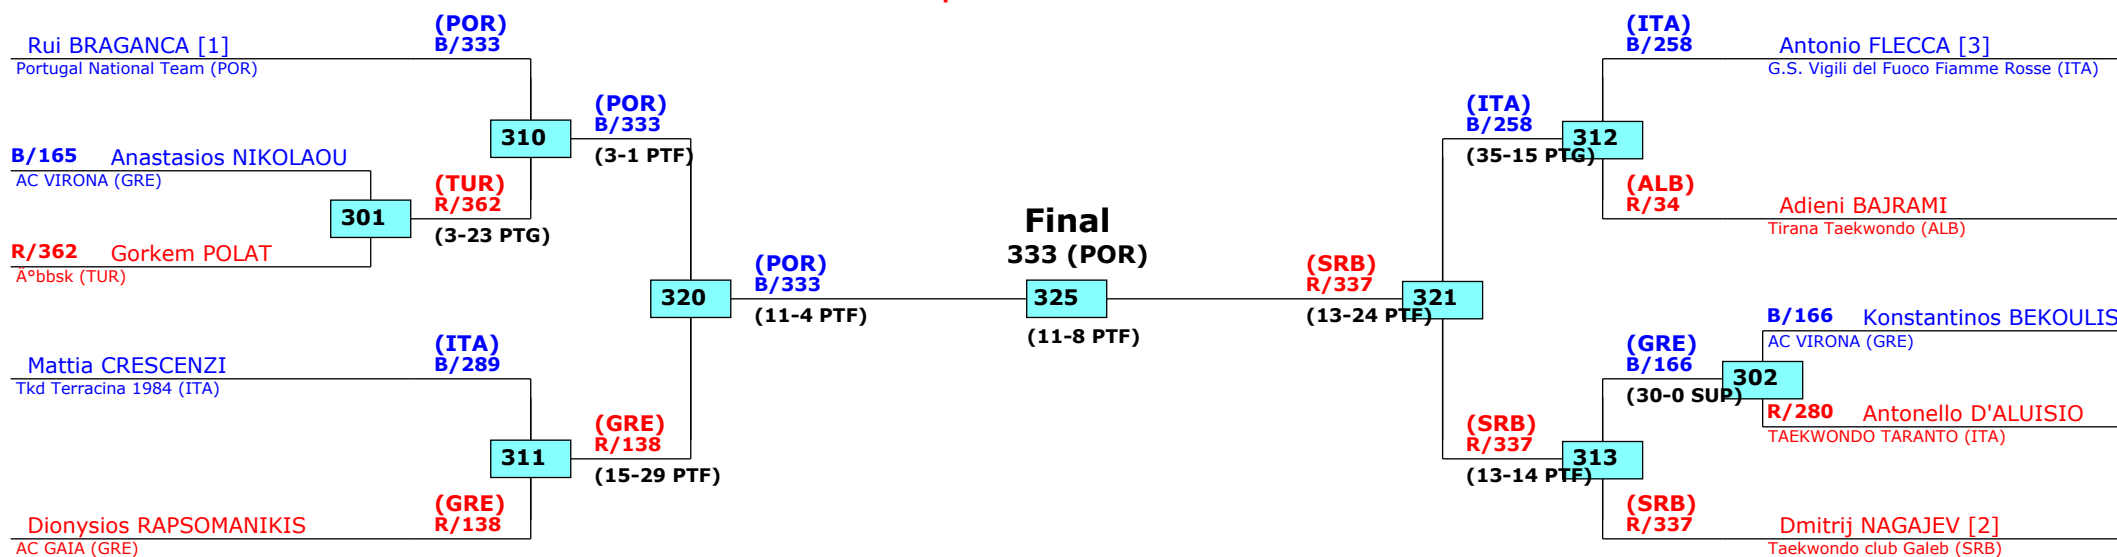 (POR)
Rui BRAGANCA [1] B/333
Portugal National Team (POR)
(POR)
B/333
310
(3-1 PTF)
B/165 Anastasios NIKOLAOU
AC VIRONA (GRE)
(TUR)
R/362
301
(3-23 PTG)
R/362 Gorkem POLAT
Äºbbsk (TUR)
(POR)
B/333
320
(11-4 PTF)
(ITA)
Mattia CRESCENZI B/289
Tkd Terracina 1984 (ITA)
(GRE)
R/138
311
(15-29 PTF)
(GRE)
Dionysios RAPSOMANIKIS R/138
AC GAIA (GRE)
Final
333 (POR)
325
(11-8 PTF)
(ITA)
B/258 Antonio FLECCA [3]
G.S. Vigili del Fuoco Fiamme Rosse (ITA)
(ITA)
B/258
312
(35-15 PTG)
(ALB)
R/34 Adieni BAJRAMI
Tirana Taekwondo (ALB)
(SRB)
R/337
321
(13-24 PTF)
B/166 Konstantinos BEKOULIS
AC VIRONA (GRE)
(GRE)
B/166
302
(30-0 SUP)
R/280 Antonello D'ALUISIO
TAEKWONDO TARANTO (ITA)
(SRB)
R/337
313
(13-14 PTF)
(SRB)
R/337 Dmitrij NAGAJEV [2]
Taekwondo club Galeb (SRB)